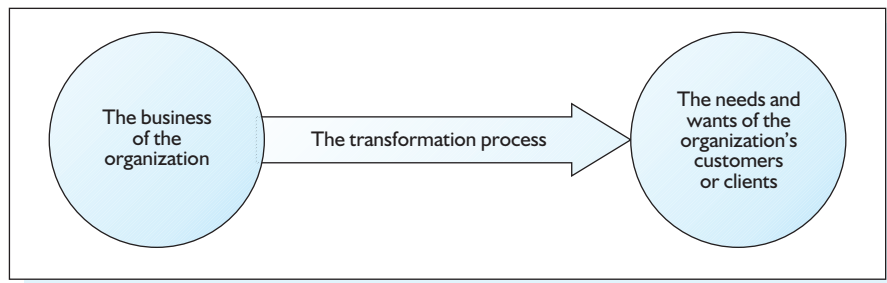 The business
of the
organization
The transformation process
The needs and
wants of the
organization's
customers
or clients